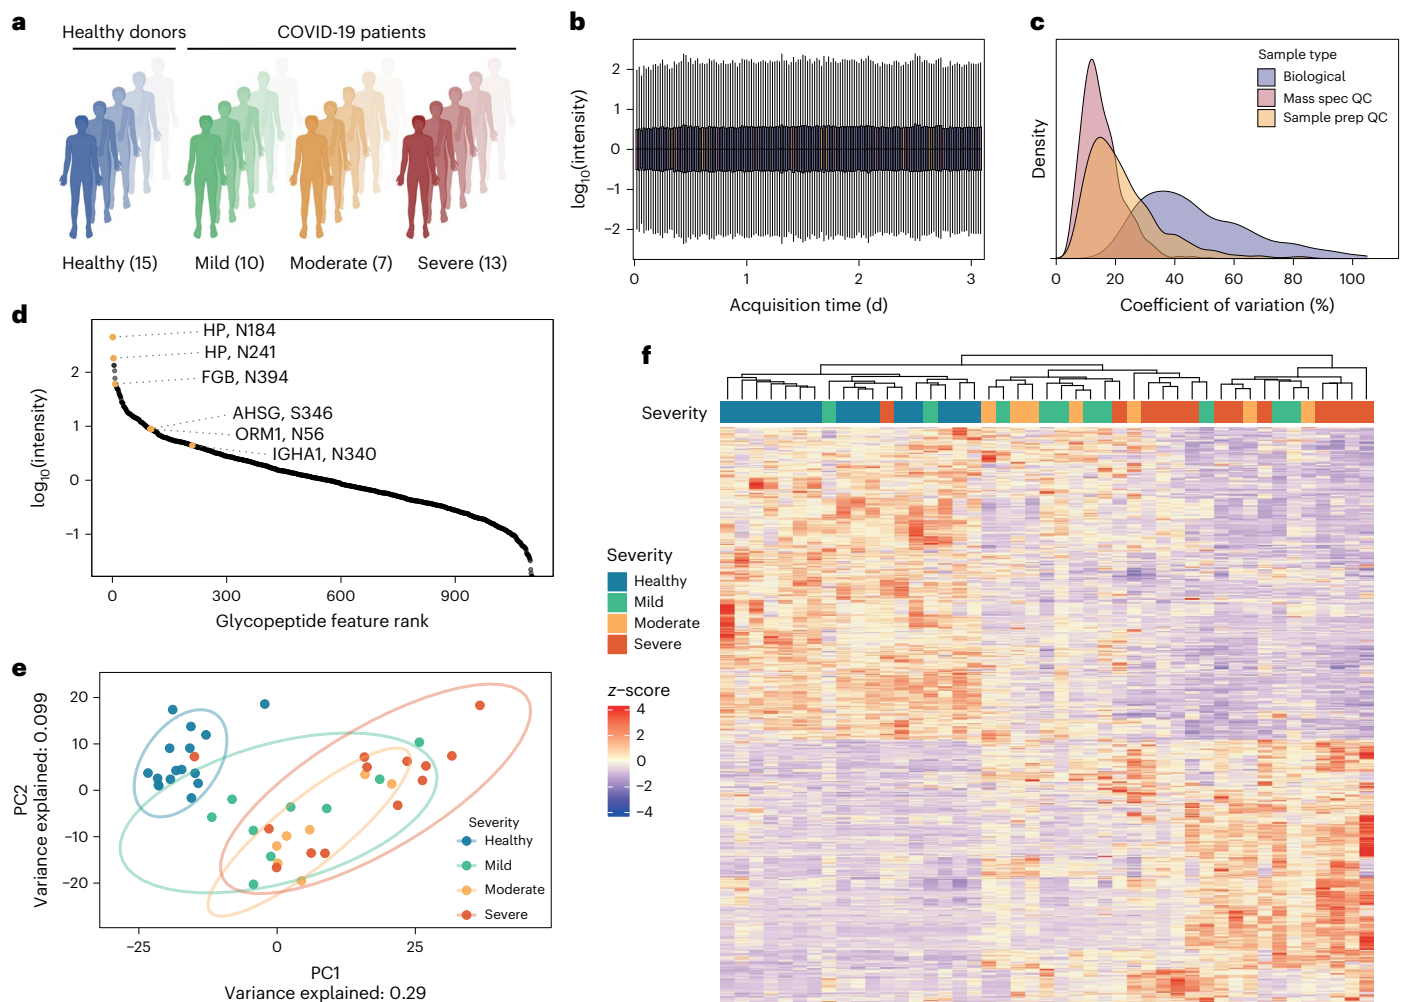 a
Healthy donors
COVID-19 patients
Healthy (15)
Mild (10)
Moderate (7)
Severe (13)
b
log10(intensity)
2
1
0
−1
−2
0
1
2
3
Acquisition time (d)
c
Density
Sample type
Biological
Mass spec QC
Sample prep QC
0
20
40
60
80
100
Coefficient of variation (%)
d
log10(intensity)
2
1
0
−1
HP, N184
HP, N241
FGB, N394
AHSG, S346
ORM1, N56
IGHA1, N340
0
300
600
900
Glycopeptide feature rank
e
PC2
Variance explained: 0.099
20
10
0
−10
−20
Severity
Healthy
Mild
Moderate
Severe
−25
0
25
PC1
Variance explained: 0.29
f
Severity
Severity
Healthy
Mild
Moderate
Severe
z−score
4
2
0
−2
−4